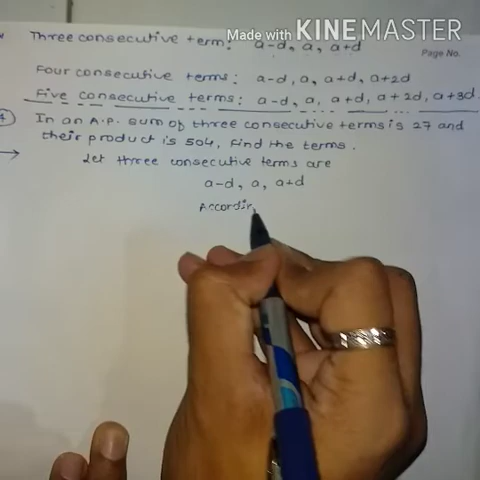 Made with KINEMASTER
Three consecutive term: a-d, a, a+d
Page No.
Four consecutive terms: a-d, a, a+d, a+2d
Five consecutive terms: a-d, a, a+d, a+2d, a+3d
In an A.P. sum of three consecutive terms is 27 and
their product is 504, find the terms.
→ Let three consecutive terms are
a-d, a, a+d
Accordin